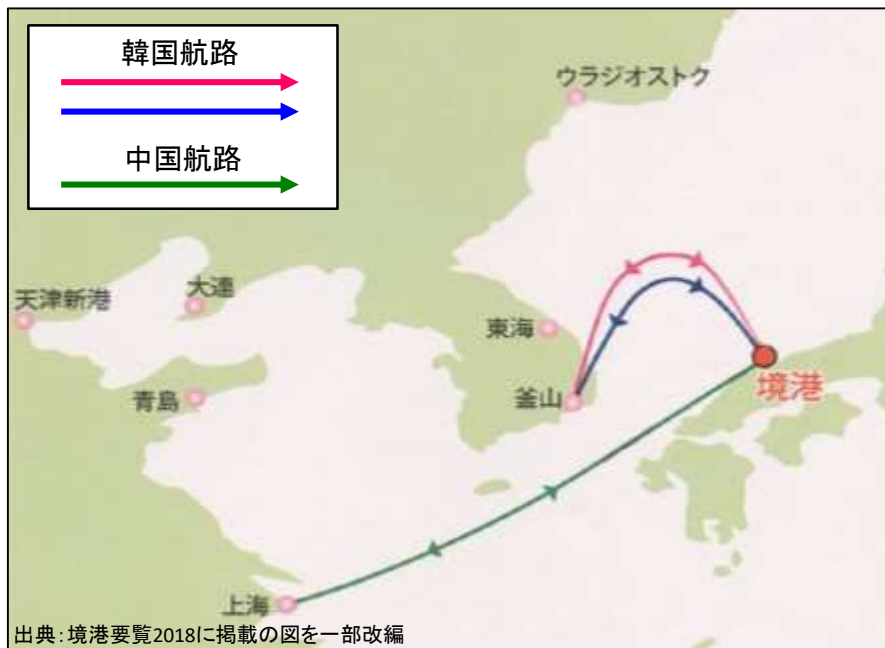 韓国航路
中国航路
ウラジオストク
大連
天津新港
東海
境港
青島
釜山
上海
出典：境港要覧2018に掲載の図を一部改編